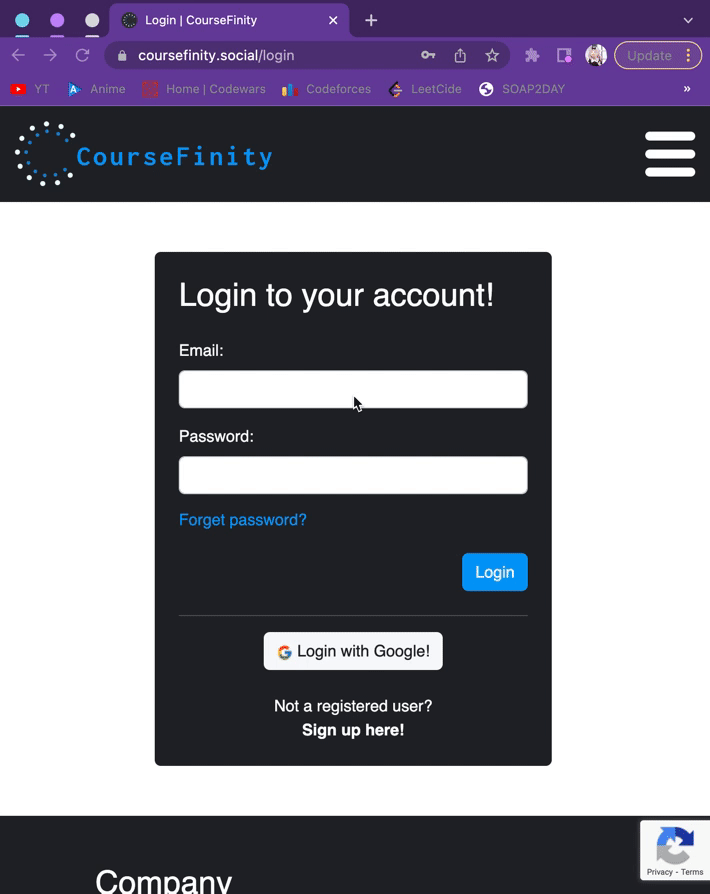 Login | CourseFinity
coursefinity.social/login
Update
YT
Anime
Home | Codewars
Codeforces
LeetCide
SOAP2DAY
»
CourseFinity
Login to your account!
Email:
Password:
Forget password?
Login
Login with Google!
Not a registered user?
Sign up here!
Privacy - Terms
Company